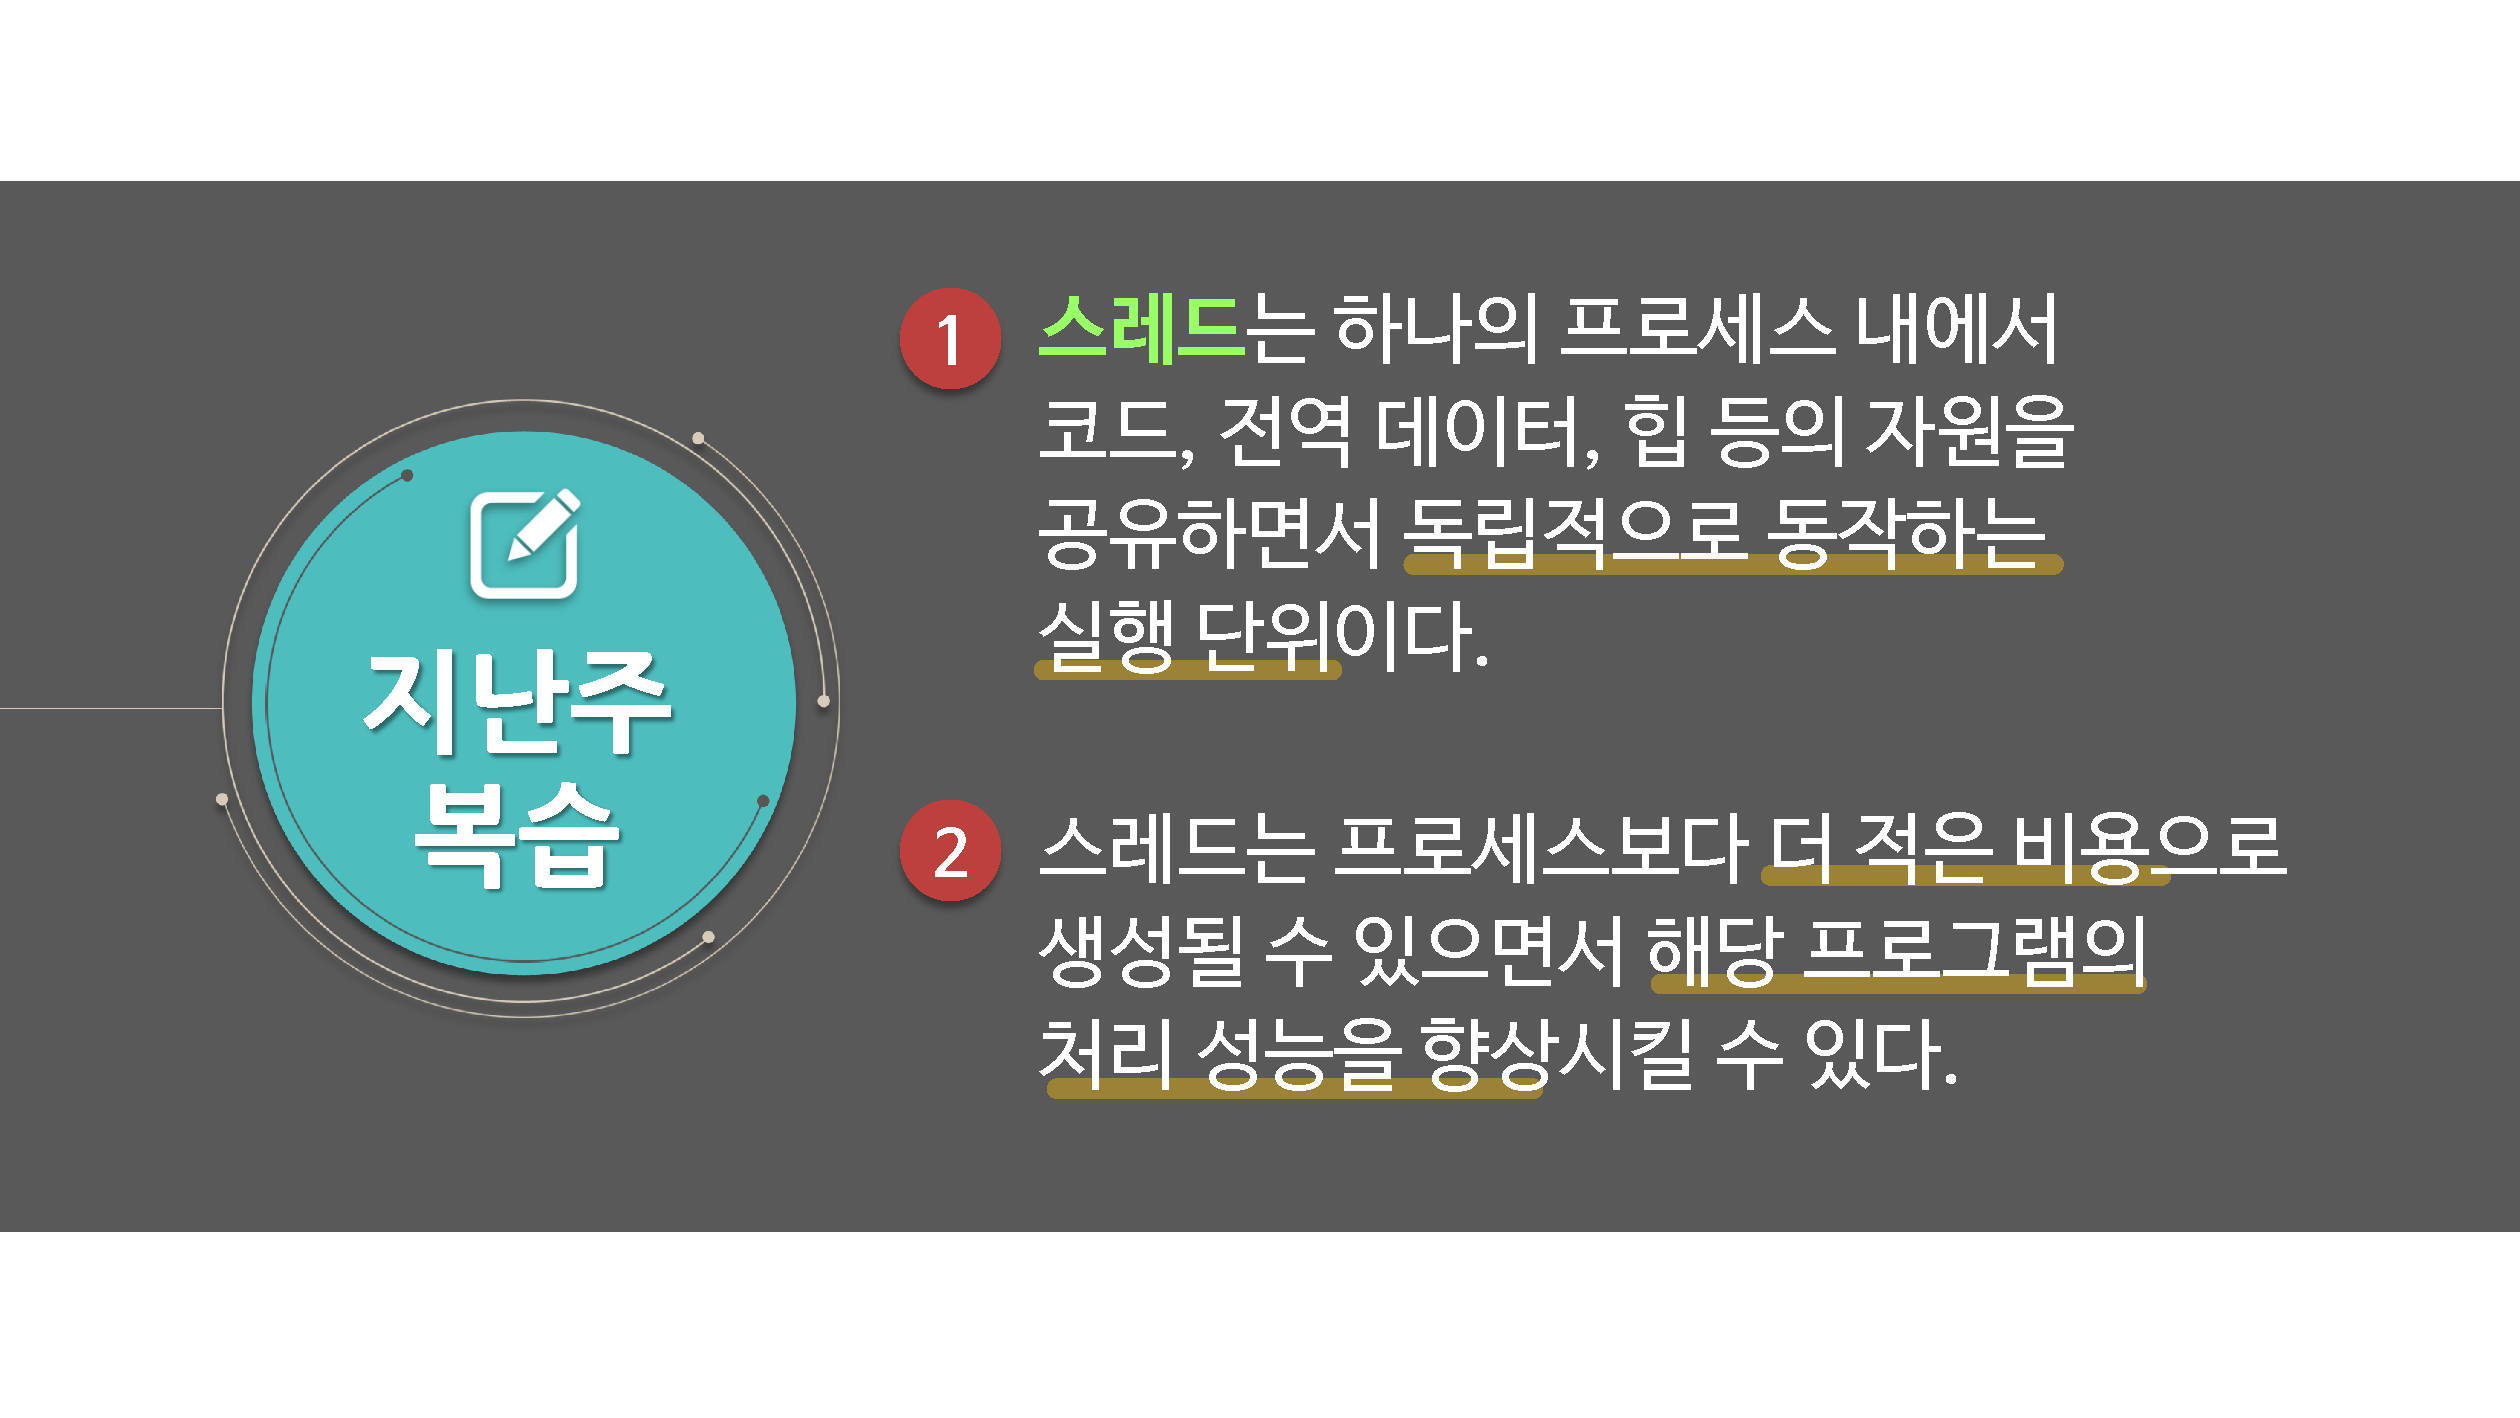 지난주
복습
1
스레드는 하나의 프로세스 내에서
코드, 전역 데이터, 힙 등의 자원을
공유하면서 독립적으로 동작하는
실행 단위이다.
2
스레드는 프로세스보다 더 적은 비용으로
생성될 수 있으면서 해당 프로그램의
처리 성능을 향상시킬 수 있다.